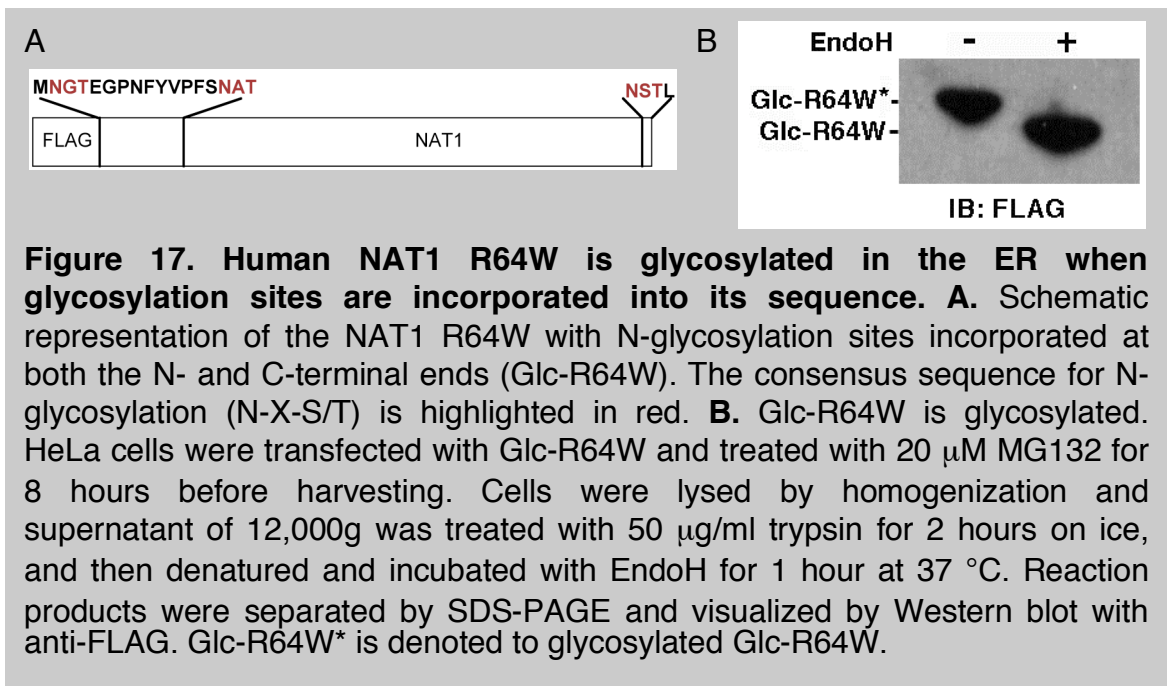 A
MNGTEGPNFYVPFSNAT
NSTL
FLAG
NAT1
B
EndoH - +
Glc-R64W*-
Glc-R64W-
IB: FLAG
Figure 17. Human NAT1 R64W is glycosylated in the ER when
glycosylation sites are incorporated into its sequence. A. Schematic
representation of the NAT1 R64W with N-glycosylation sites incorporated at
both the N- and C-terminal ends (Glc-R64W). The consensus sequence for N-
glycosylation (N-X-S/T) is highlighted in red. B. Glc-R64W is glycosylated.
HeLa cells were transfected with Glc-R64W and treated with 20 μM MG132 for
8 hours before harvesting. Cells were lysed by homogenization and
supernatant of 12,000g was treated with 50 μg/ml trypsin for 2 hours on ice,
and then denatured and incubated with EndoH for 1 hour at 37 °C. Reaction
products were separated by SDS-PAGE and visualized by Western blot with
anti-FLAG. Glc-R64W* is denoted to glycosylated Glc-R64W.